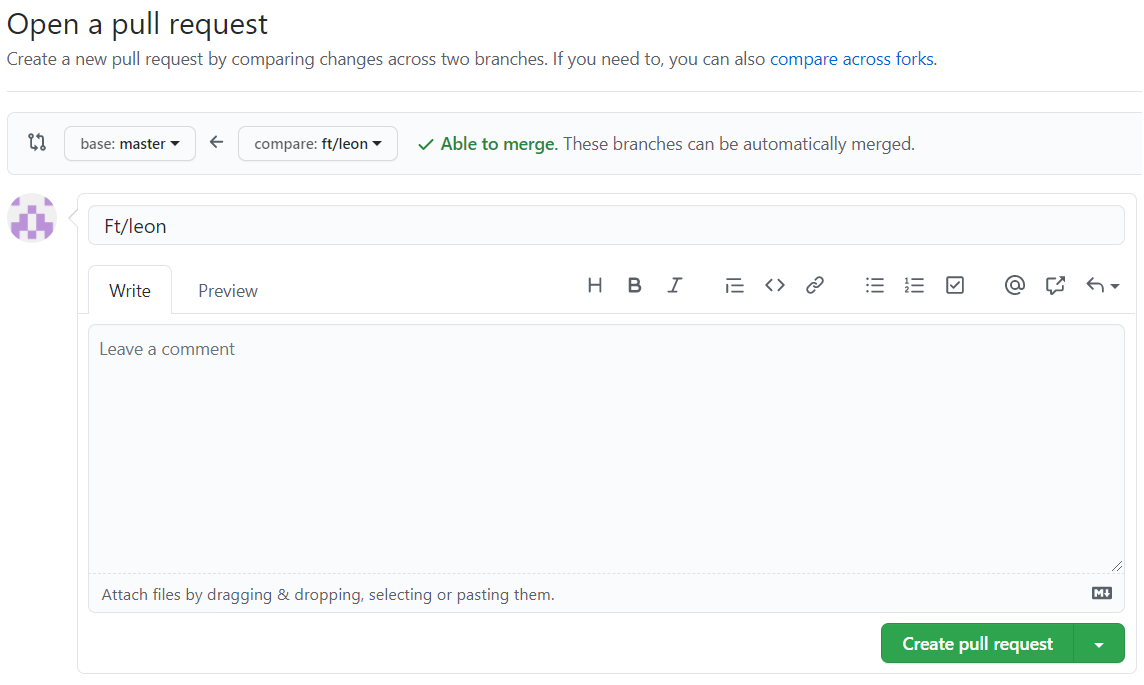 Open a pull request
Create a new pull request by comparing changes across two branches. If you need to, you can also compare across forks.
base: master
compare: ft/leon
Able to merge. These branches can be automatically merged.
Ft/leon
Write
Preview
H B I
@
Leave a comment
Attach files by dragging & dropping, selecting or pasting them.
M
Create pull request